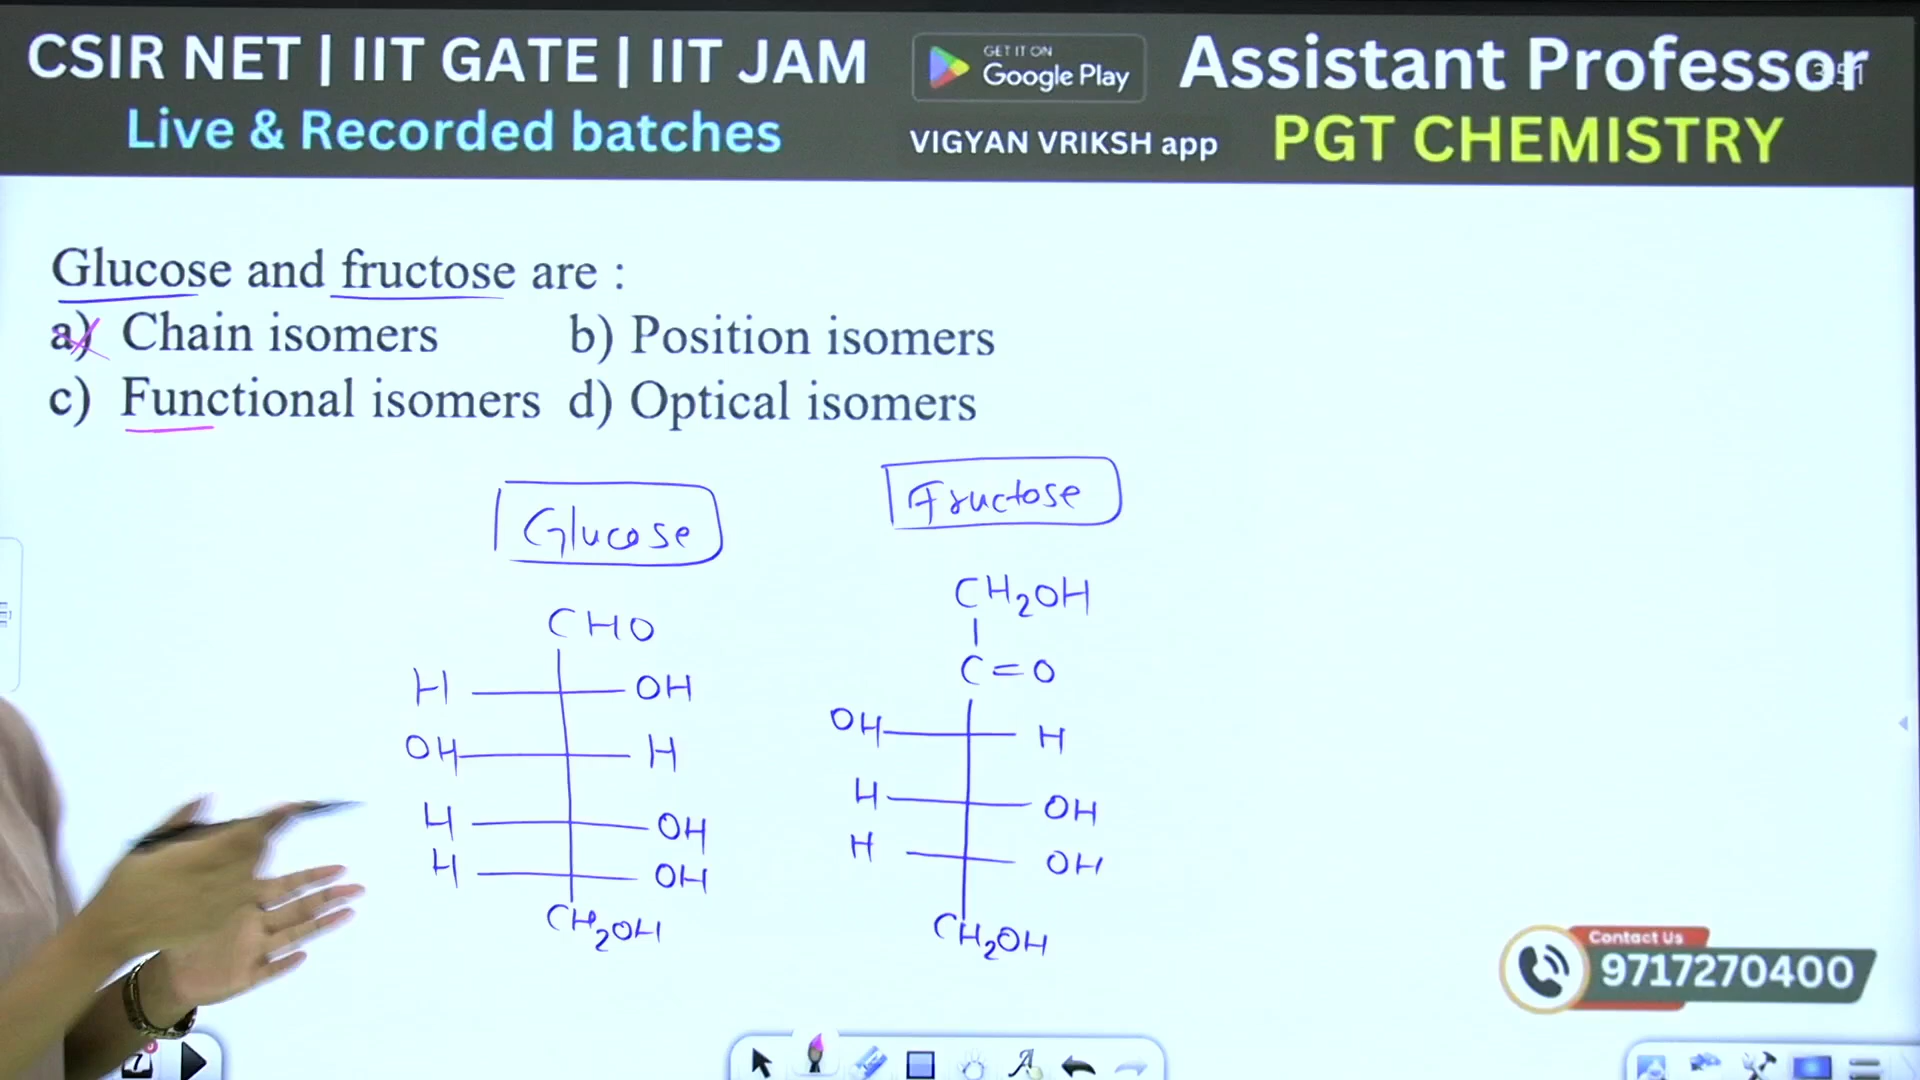 CSIR NET | IIT GATE | IIT JAM
Live & Recorded batches
GET IT ON
Google Play
VIGYAN VRIKSH app
Assistant Professor
PGT CHEMISTRY
Glucose and fructose are :
a) Chain isomers b) Position isomers
c) Functional isomers d) Optical isomers
Glucose
CHO
H OH
OH H
H OH
H OH
CH2OH
Fructose
CH2OH
C=O
OH H
H OH
H OH
CH2OH
Contact Us
9717270400